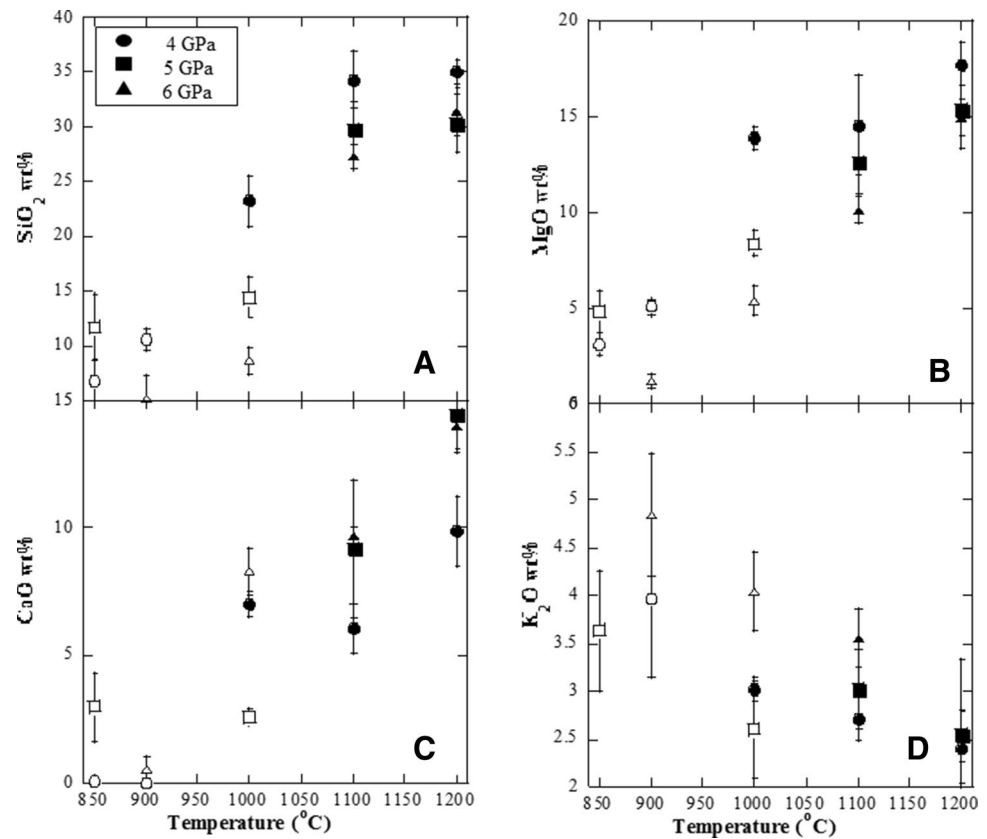 40
35
30
25
20
15
10
SiO2 wt%
4 GPa
5 GPa
6 GPa
A
20
15
10
5
6
MgO wt%
B
15
10
5
0
CaO wt%
C
850 900 950 1000 1050 1100 1150 1200
Temperature (°C)
5.5
5
4.5
4
3.5
3
2.5
2
K2O wt%
D
850 900 950 1000 1050 1100 1150 1200
Temperature (°C)